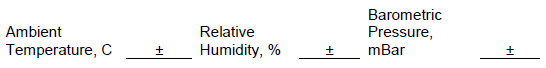 Ambient
Temperature, C ±
Relative
Humidity, % ±
Barometric
Pressure,
mBar ±